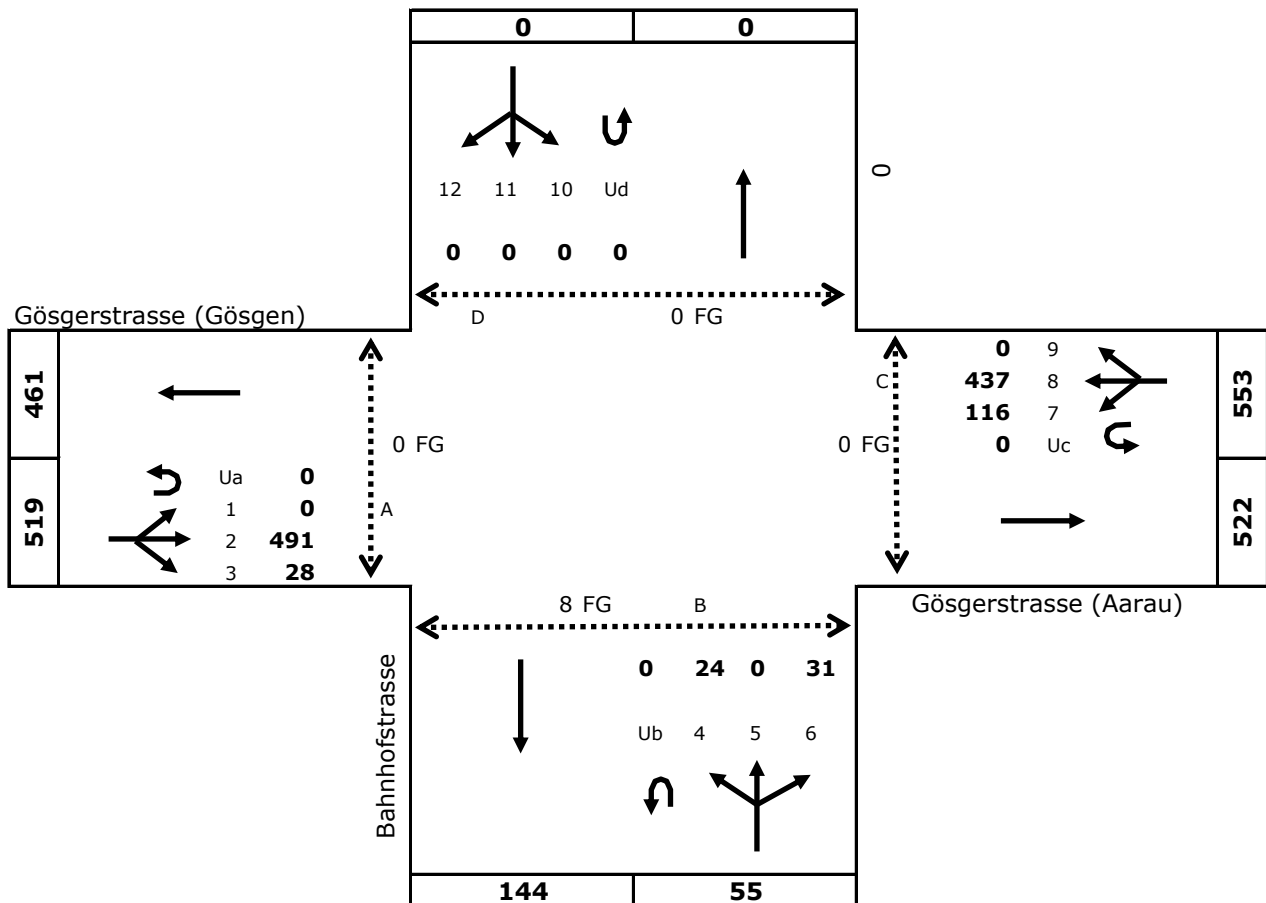 0 0
12 11 10 Ud
0
0 0 0 0
D 0 FG
Gösgerstrasse (Gösgen)
461
519
0 FG
A
Ua 0
1 0
2 491
3 28
C
0 FG
0 9
437 8
116 7
0 Uc
553
522
Gösgerstrasse (Aarau)
8 FG B
Bahnhofstrasse
0 24 0 31
Ub 4 5 6
144 55